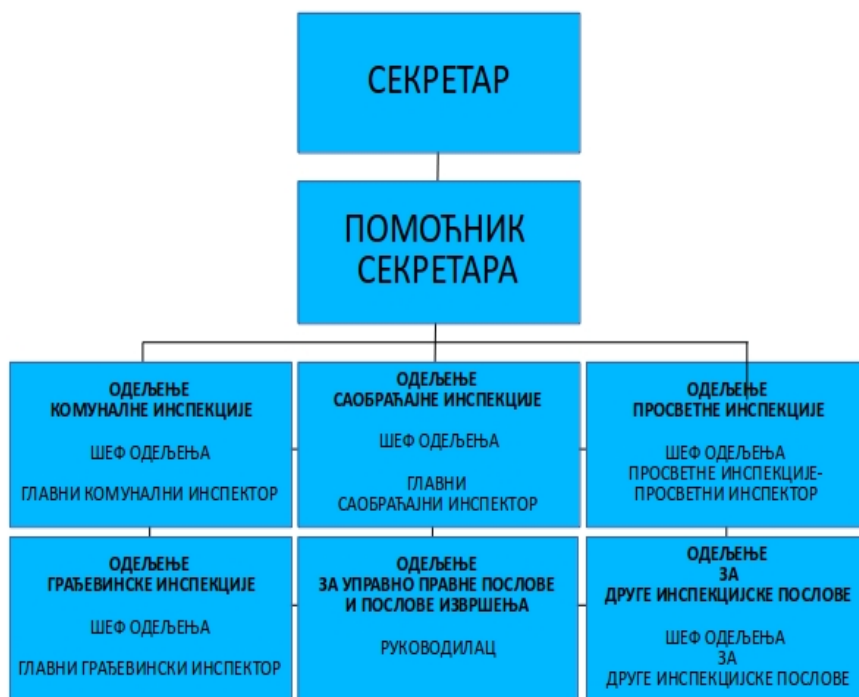 СЕКРЕТАР
ПОМОЋНИК
СЕКРЕТАРА
ОДЕЉЕЊЕ
КОМУНАЛНЕ ИНСПЕКЦИЈЕ
ШЕФ ОДЕЉЕЊА
ГЛАВНИ КОМУНАЛНИ ИНСПЕКТОР
ОДЕЉЕЊЕ
САОБРАЋАЈНЕ ИНСПЕКЦИЈЕ
ШЕФ ОДЕЉЕЊА
ГЛАВНИ
САОБРАЋАЈНИ ИНСПЕКТОР
ОДЕЉЕЊЕ
ПРОСВЕТНЕ ИНСПЕКЦИЈЕ
ШЕФ ОДЕЉЕЊА
ПРОСВЕТНЕ ИНСПЕКЦИЈЕ-
ПРОСВЕТНИ ИНСПЕКТОР
ОДЕЉЕЊЕ
ГРАЂЕВИНСКЕ ИНСПЕКЦИЈЕ
ШЕФ ОДЕЉЕЊА
ГЛАВНИ ГРАЂЕВИНСКИ ИНСПЕКТОР
ОДЕЉЕЊЕ
ЗА УПРАВНО ПРАВНЕ ПОСЛОВЕ
И ПОСЛОВЕ ИЗВРШЕЊА
РУКОВОДИЛАЦ
ОДЕЉЕЊЕ
ЗА
ДРУГЕ ИНСПЕКЦИЈСКЕ ПОСЛОВЕ
ШЕФ ОДЕЉЕЊА
ЗА
ДРУГЕ ИНСПЕКЦИЈСКЕ ПОСЛОВЕ